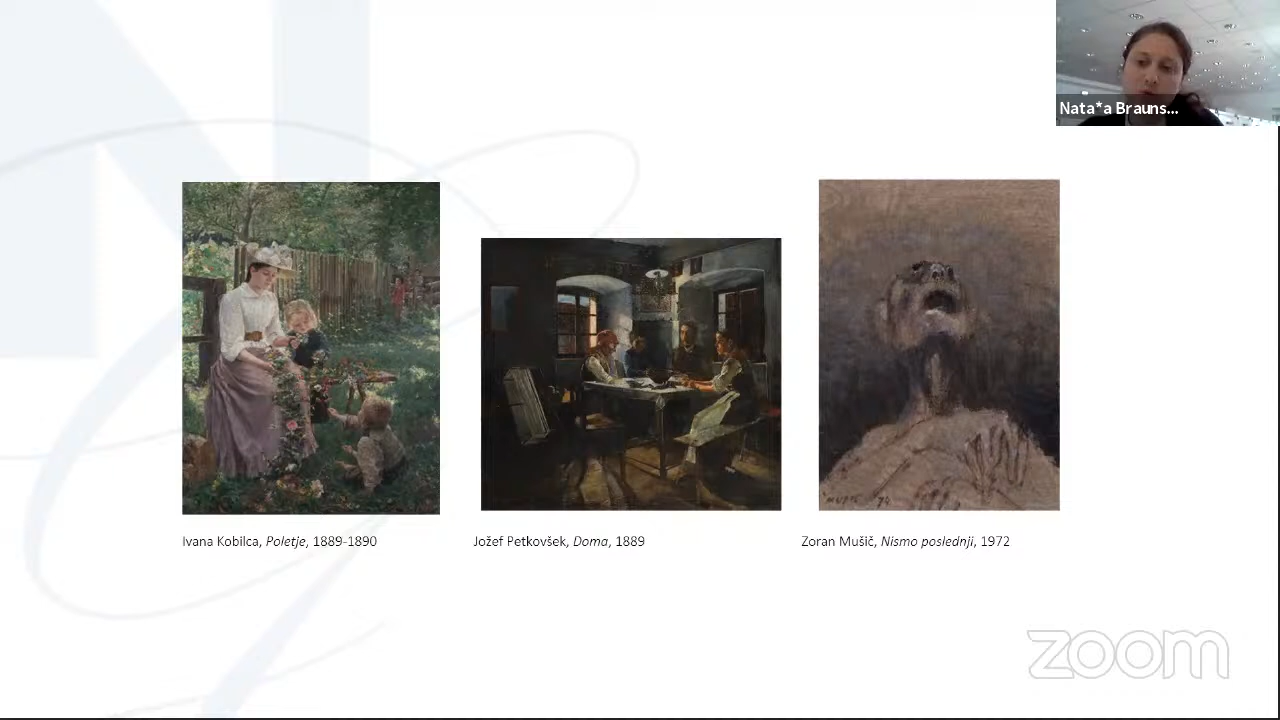 Nata*a Brauns...
Ivana Kobilca, Poletje, 1889-1890
Jožef Petkovšek, Doma, 1889
Zoran Mušič, Nismo poslednji, 1972
zoom